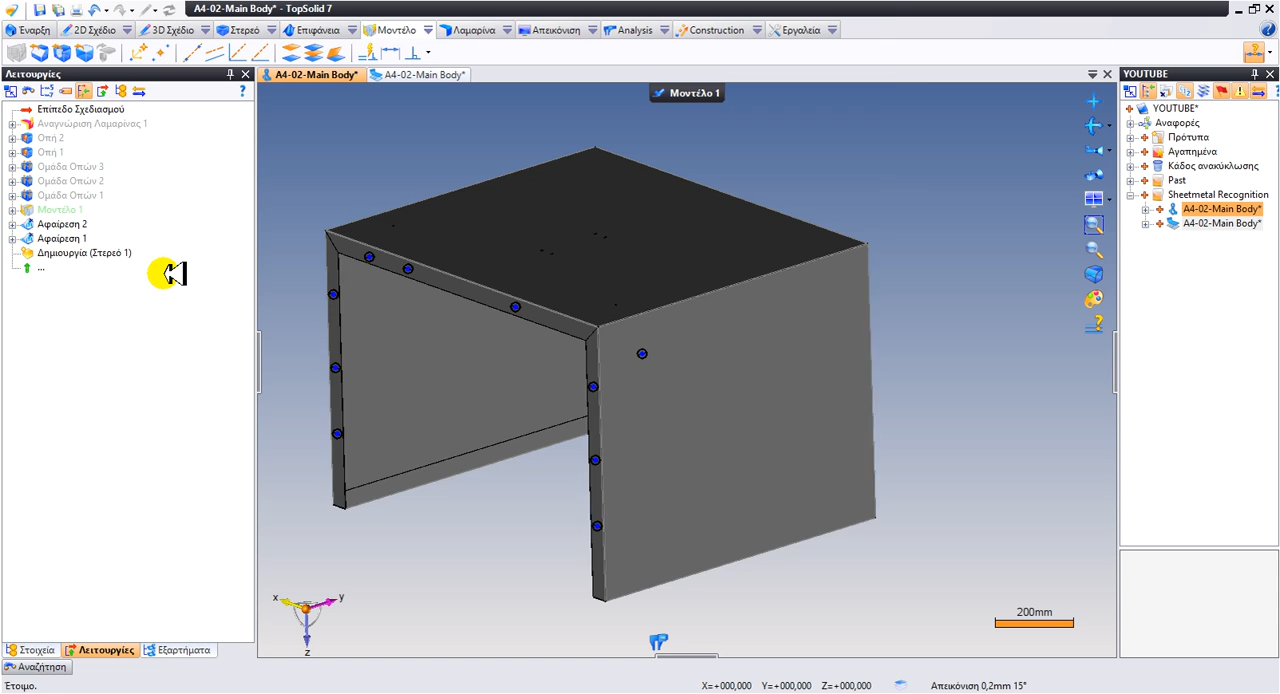 A4-02-Main Body* - TopSolid 7
Έναρξη
2D Σχέδιο
3D Σχέδιο
Στερεό
Επιφάνεια
Μοντέλο
Λαμαρίνα
Απεικόνιση
Analysis
Construction
Εργαλεία
Λειτουργίες
A4-02-Main Body*
A4-02-Main Body*
YOUTUBE
Επίπεδο Σχεδιασμού
Αναγνώριση Λαμαρίνας 1
Οπή 2
Οπή 1
Ομάδα Οπών 3
Ομάδα Οπών 2
Ομάδα Οπών 1
Μοντέλο 1
Αφαίρεση 2
Αφαίρεση 1
Δημιουργία (Στερεό 1)
...
Μοντέλο 1
YOUTUBE*
Αναφορές
Πρότυπα
Αγαπημένα
Κάδος ανακύκλωσης
Past
Sheetmetal Recognition
A4-02-Main Body*
A4-02-Main Body*
x
y
z
200mm
Στοιχεία
Λειτουργίες
Εξαρτήματα
Αναζήτηση
Έτοιμο.
X=+000,000
Y=+000,000
Z=+000,000
Απεικόνιση 0,2mm 15°